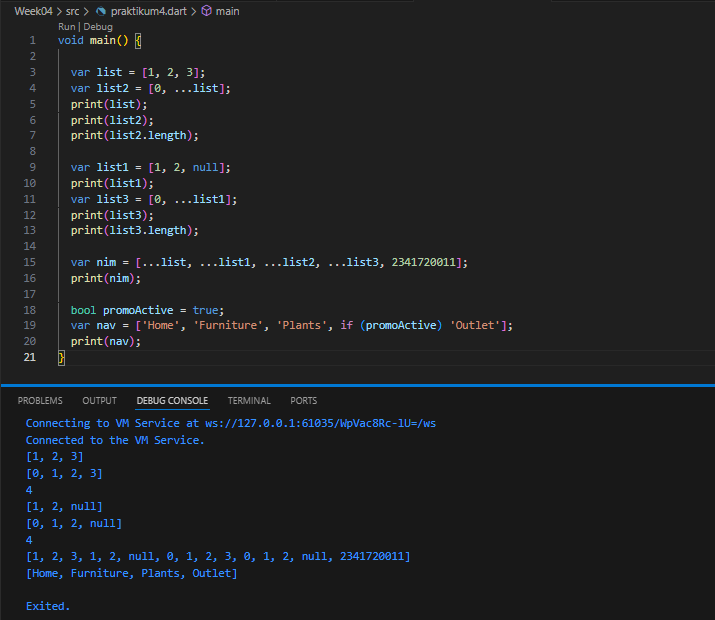 Week04 > src > praktikum4.dart > main
Run | Debug
1 void main() {
2
3 var list = [1, 2, 3];
4 var list2 = [0, ...list];
5 print(list);
6 print(list2);
7 print(list2.length);
8
9 var list1 = [1, 2, null];
10 print(list1);
11 var list3 = [0, ...list1];
12 print(list3);
13 print(list3.length);
14
15 var nim = [...list, ...list1, ...list2, ...list3, 2341720011];
16 print(nim);
17
18 bool promoActive = true;
19 var nav = ['Home', 'Furniture', 'Plants', if (promoActive) 'Outlet'];
20 print(nav);
21 }
PROBLEMS OUTPUT DEBUG CONSOLE TERMINAL PORTS
Connecting to VM Service at ws://127.0.0.1:61035/WpVac8Rc-lU=/ws
Connected to the VM Service.
[1, 2, 3]
[0, 1, 2, 3]
4
[1, 2, null]
[0, 1, 2, null]
4
[1, 2, 3, 1, 2, null, 0, 1, 2, 3, 0, 1, 2, null, 2341720011]
[Home, Furniture, Plants, Outlet]
Exited.